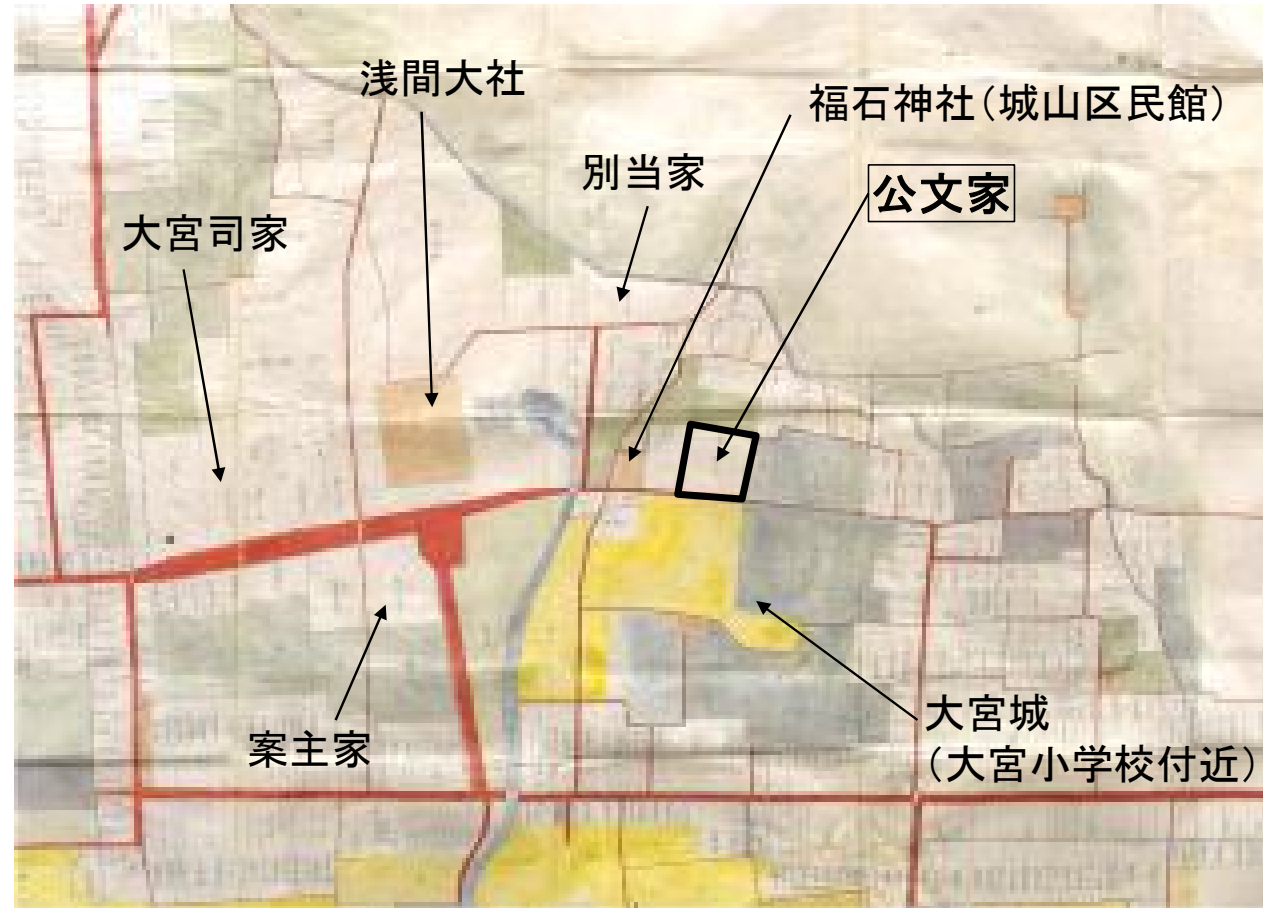 浅間大社
福石神社(城山区民館)
別当家
公文家
大宮司家
案主家
大宮城
(大宮小学校付近)